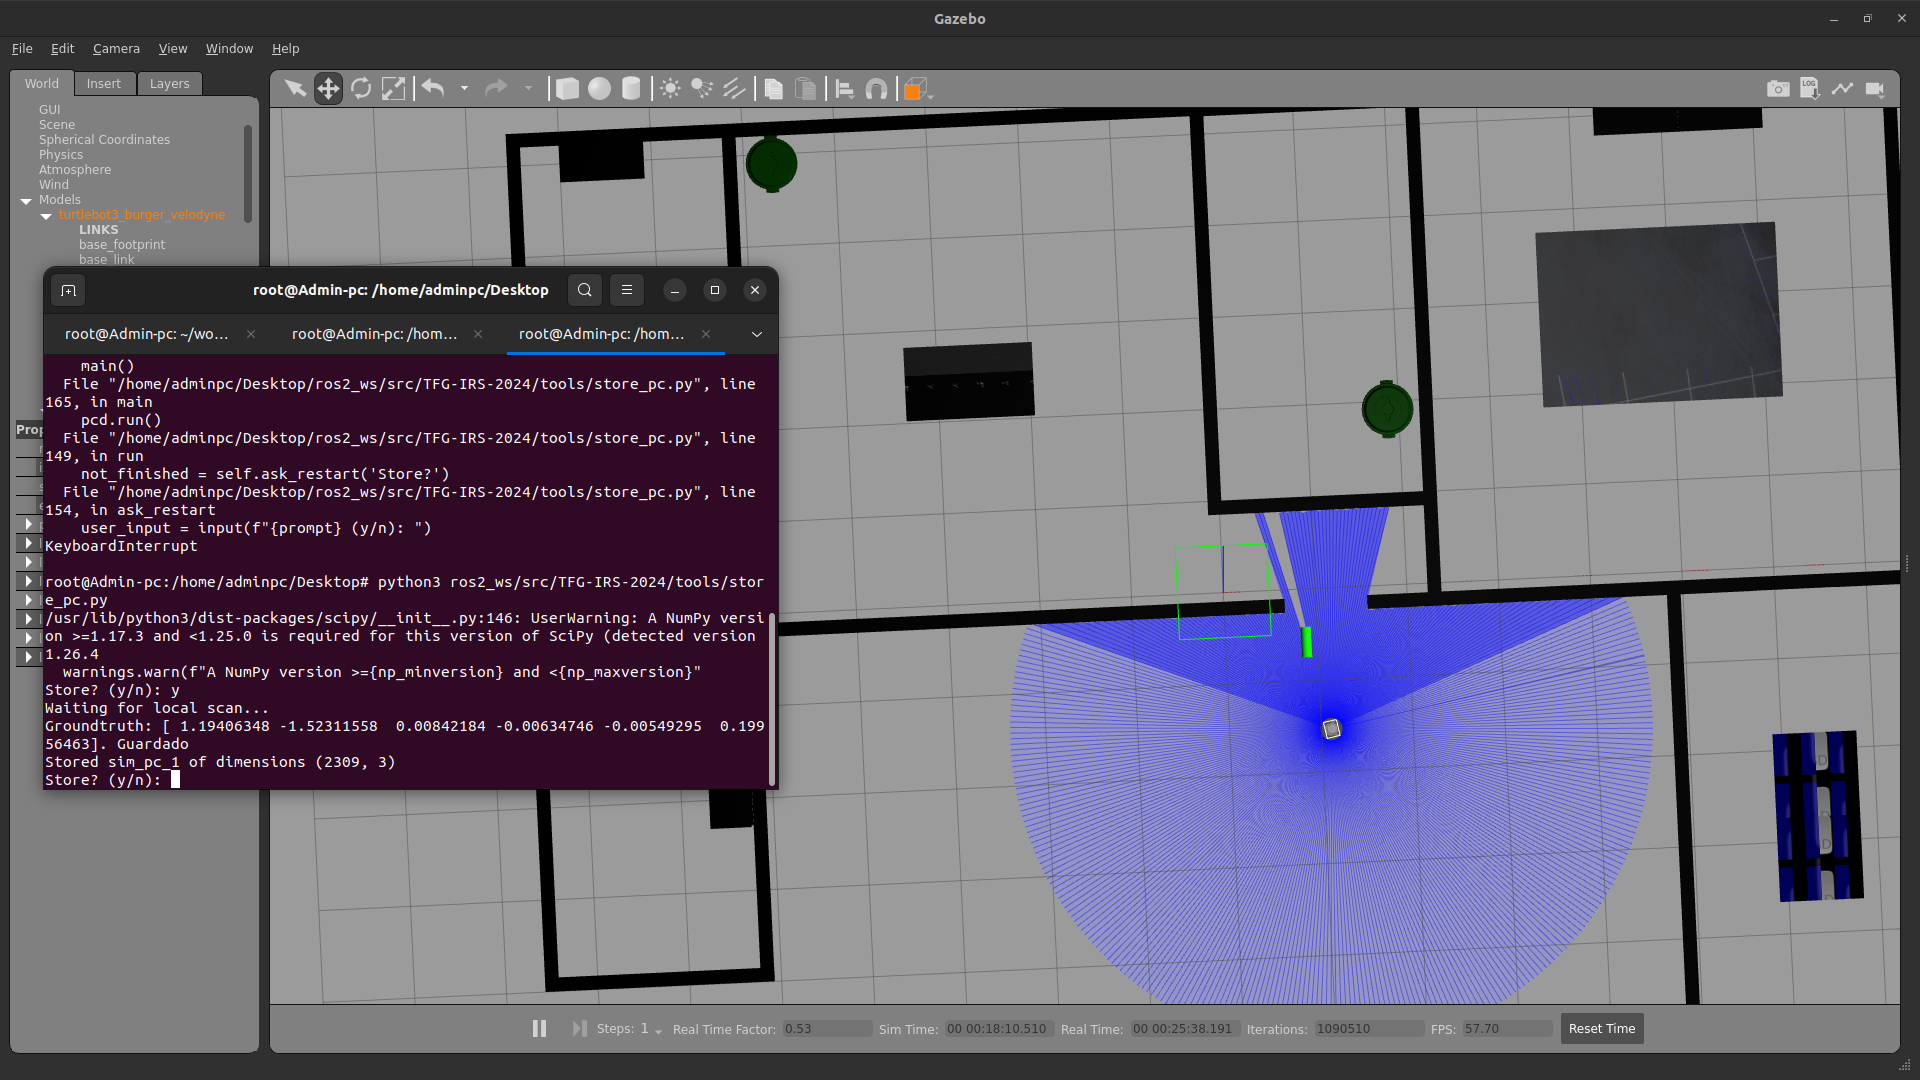 Gazebo
File Edit Camera View Window Help
World Insert Layers
GUI
Scene
Spherical Coordinates
Physics
Atmosphere
Wind
Models
turtlebot3_burger_velodyne
LINKS
base_footprint
base_link
Prop
root@Admin-pc: /home/adminpc/Desktop
root@Admin-pc: ~/wo... root@Admin-pc: /hom... root@Admin-pc: /hom...
main()
File "/home/adminpc/Desktop/ros2_ws/src/TFG-IRS-2024/tools/store_pc.py", line
165, in main
pcd.run()
File "/home/adminpc/Desktop/ros2_ws/src/TFG-IRS-2024/tools/store_pc.py", line
149, in run
not_finished = self.ask_restart('Store?')
File "/home/adminpc/Desktop/ros2_ws/src/TFG-IRS-2024/tools/store_pc.py", line
154, in ask_restart
user_input = input(f"{prompt} (y/n): ")
KeyboardInterrupt
root@Admin-pc:/home/adminpc/Desktop# python3 ros2_ws/src/TFG-IRS-2024/tools/stor
e_pc.py
/usr/lib/python3/dist-packages/scipy/__init__.py:146: UserWarning: A NumPy versi
on >=1.17.3 and <1.25.0 is required for this version of SciPy (detected version
1.26.4
warnings.warn(f"A NumPy version >={np_minversion} and <{np_maxversion}"
Store? (y/n): y
Waiting for local scan...
Groundtruth: [ 1.19406348 -1.52311558  0.00842184 -0.00634746 -0.00549295  0.199
56463]. Guardado
Stored sim_pc_1 of dimensions (2309, 3)
Store? (y/n):
Steps: 1 Real Time Factor: 0.53 Sim Time: 00 00:18:10.510 Real Time: 00 00:25:38.191 Iterations: 1090510 FPS: 57.70 Reset Time